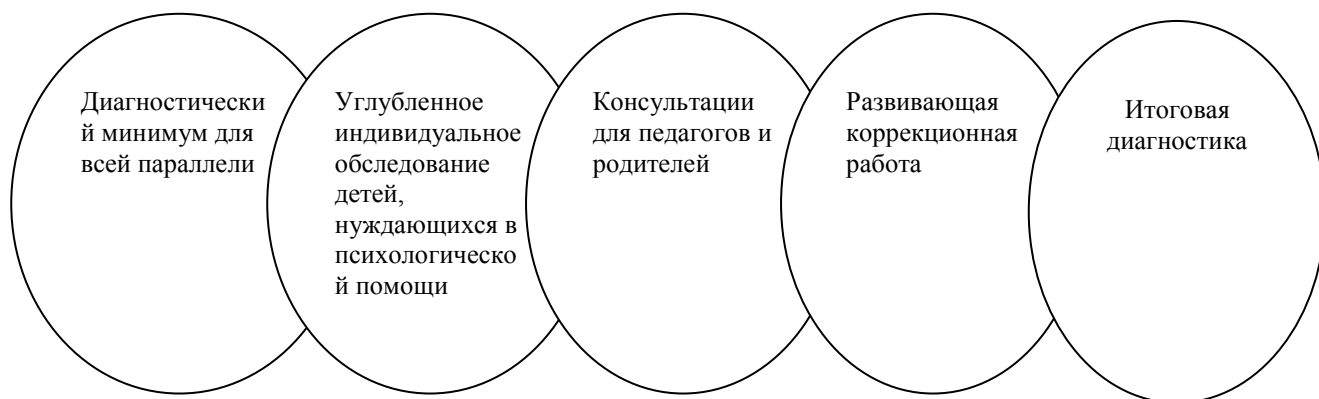 Диагностически
й минимум для
всей параллели
Углубленное
индивидуальное
обследование
детей,
нуждающихся в
психологическо
й помощи
Консультации
для педагогов и
родителей
Развивающая
коррекционная
работа
Итоговая
диагностика